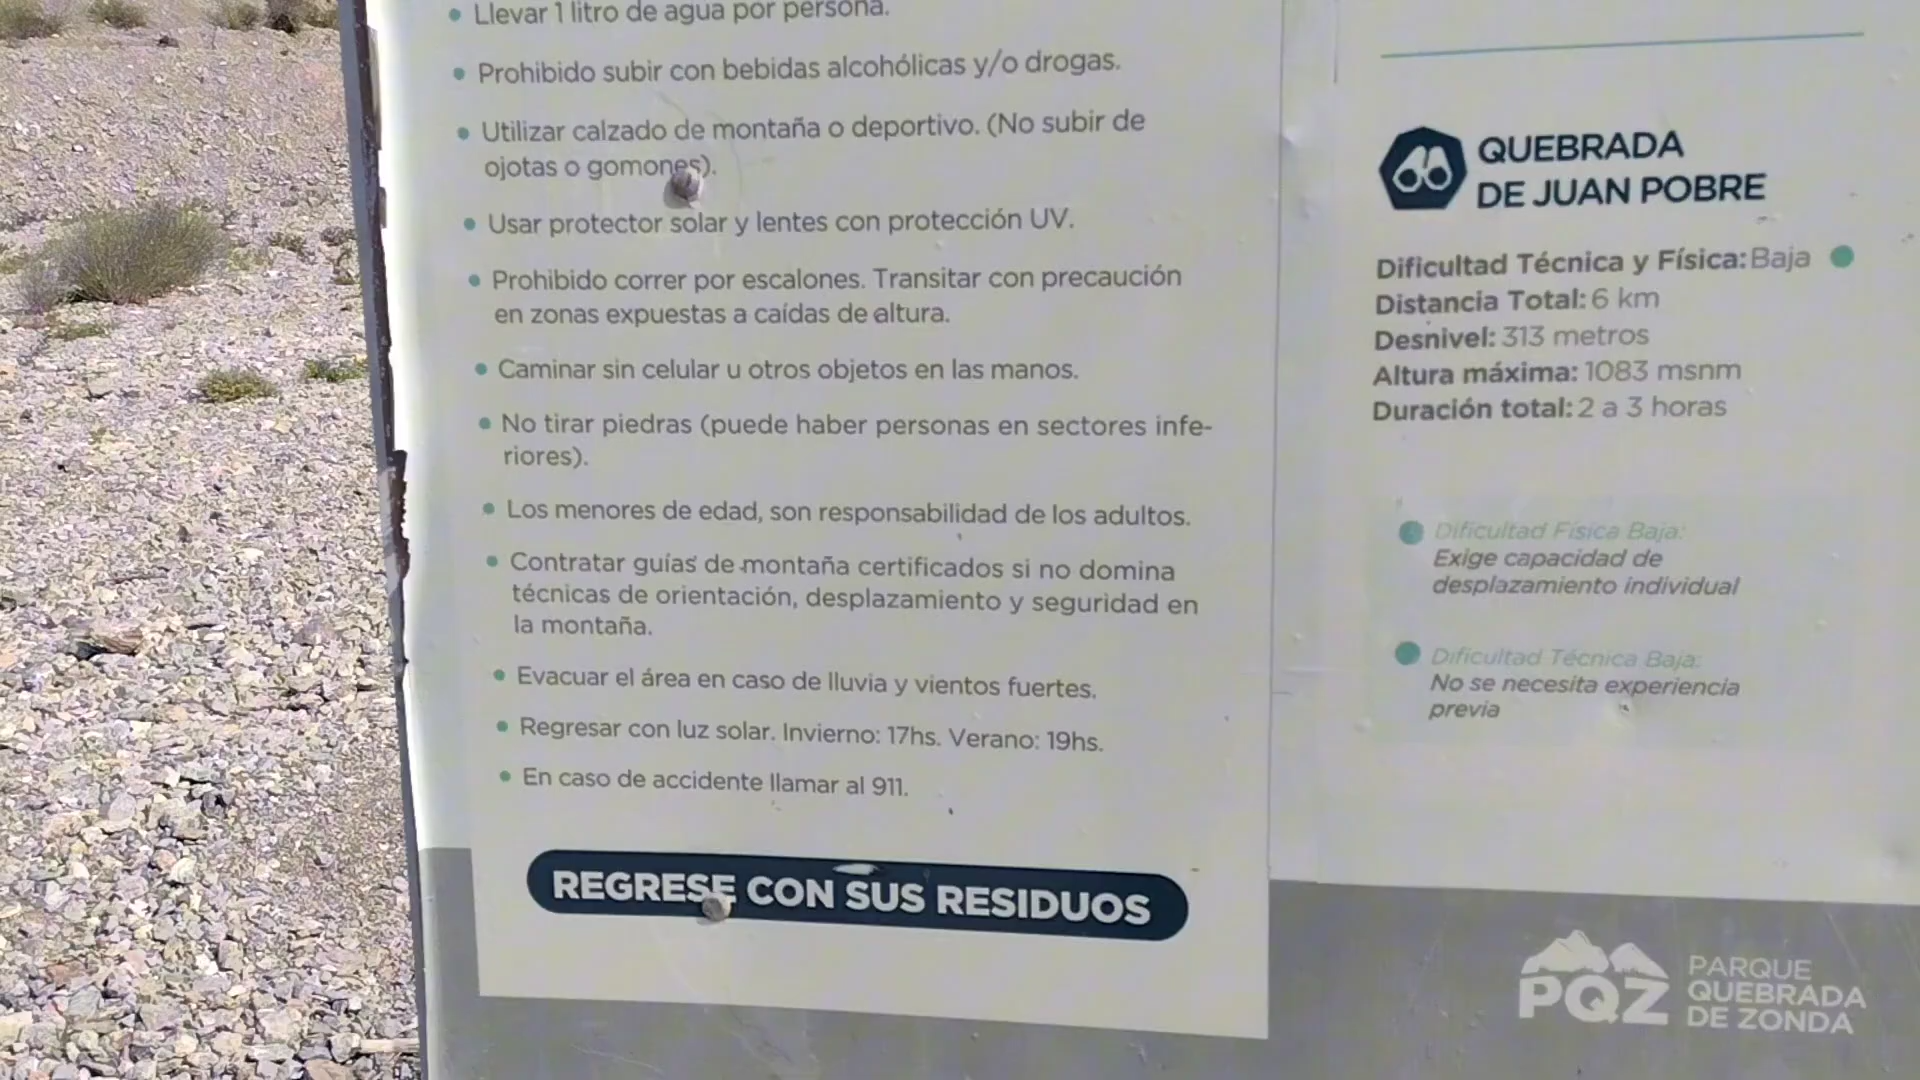 • Llevar 1 litro de agua por persona.
• Prohibido subir con bebidas alcohólicas y/o drogas.
• Utilizar calzado de montaña o deportivo. (No subir de
ojotas o gomones).
• Usar protector solar y lentes con protección UV.
• Prohibido correr por escalones. Transitar con precaución
en zonas expuestas a caídas de altura.
• Caminar sin celular u otros objetos en las manos.
• No tirar piedras (puede haber personas en sectores infe-
riores).
• Los menores de edad, son responsabilidad de los adultos.
• Contratar guías de montaña certificados si no domina
técnicas de orientación, desplazamiento y seguridad en
la montaña.
• Evacuar el área en caso de lluvia y vientos fuertes.
• Regresar con luz solar. Invierno: 17hs. Verano: 19hs.
• En caso de accidente llamar al 911.
REGRESE CON SUS RESIDUOS
QUEBRADA
DE JUAN POBRE
Dificultad Técnica y Física: Baja
Distancia Total: 6 km
Desnivel: 313 metros
Altura máxima: 1083 msnm
Duración total: 2 a 3 horas
Dificultad Física Baja:
Exige capacidad de
desplazamiento individual
Dificultad Técnica Baja:
No se necesita experiencia
previa
PQZ
PARQUE
QUEBRADA
DE ZONDA